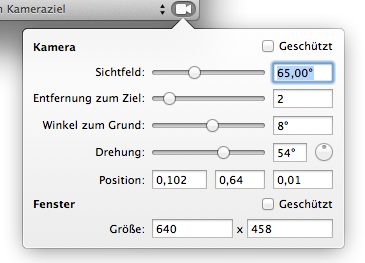 n Kameraziel
Kamera Geschützt
Sichtfeld: 65,00°
Entfernung zum Ziel: 2
Winkel zum Grund: 8°
Drehung: 54°
Position: 0,102 0,64 0,01
Fenster Geschützt
Größe: 640 x 458